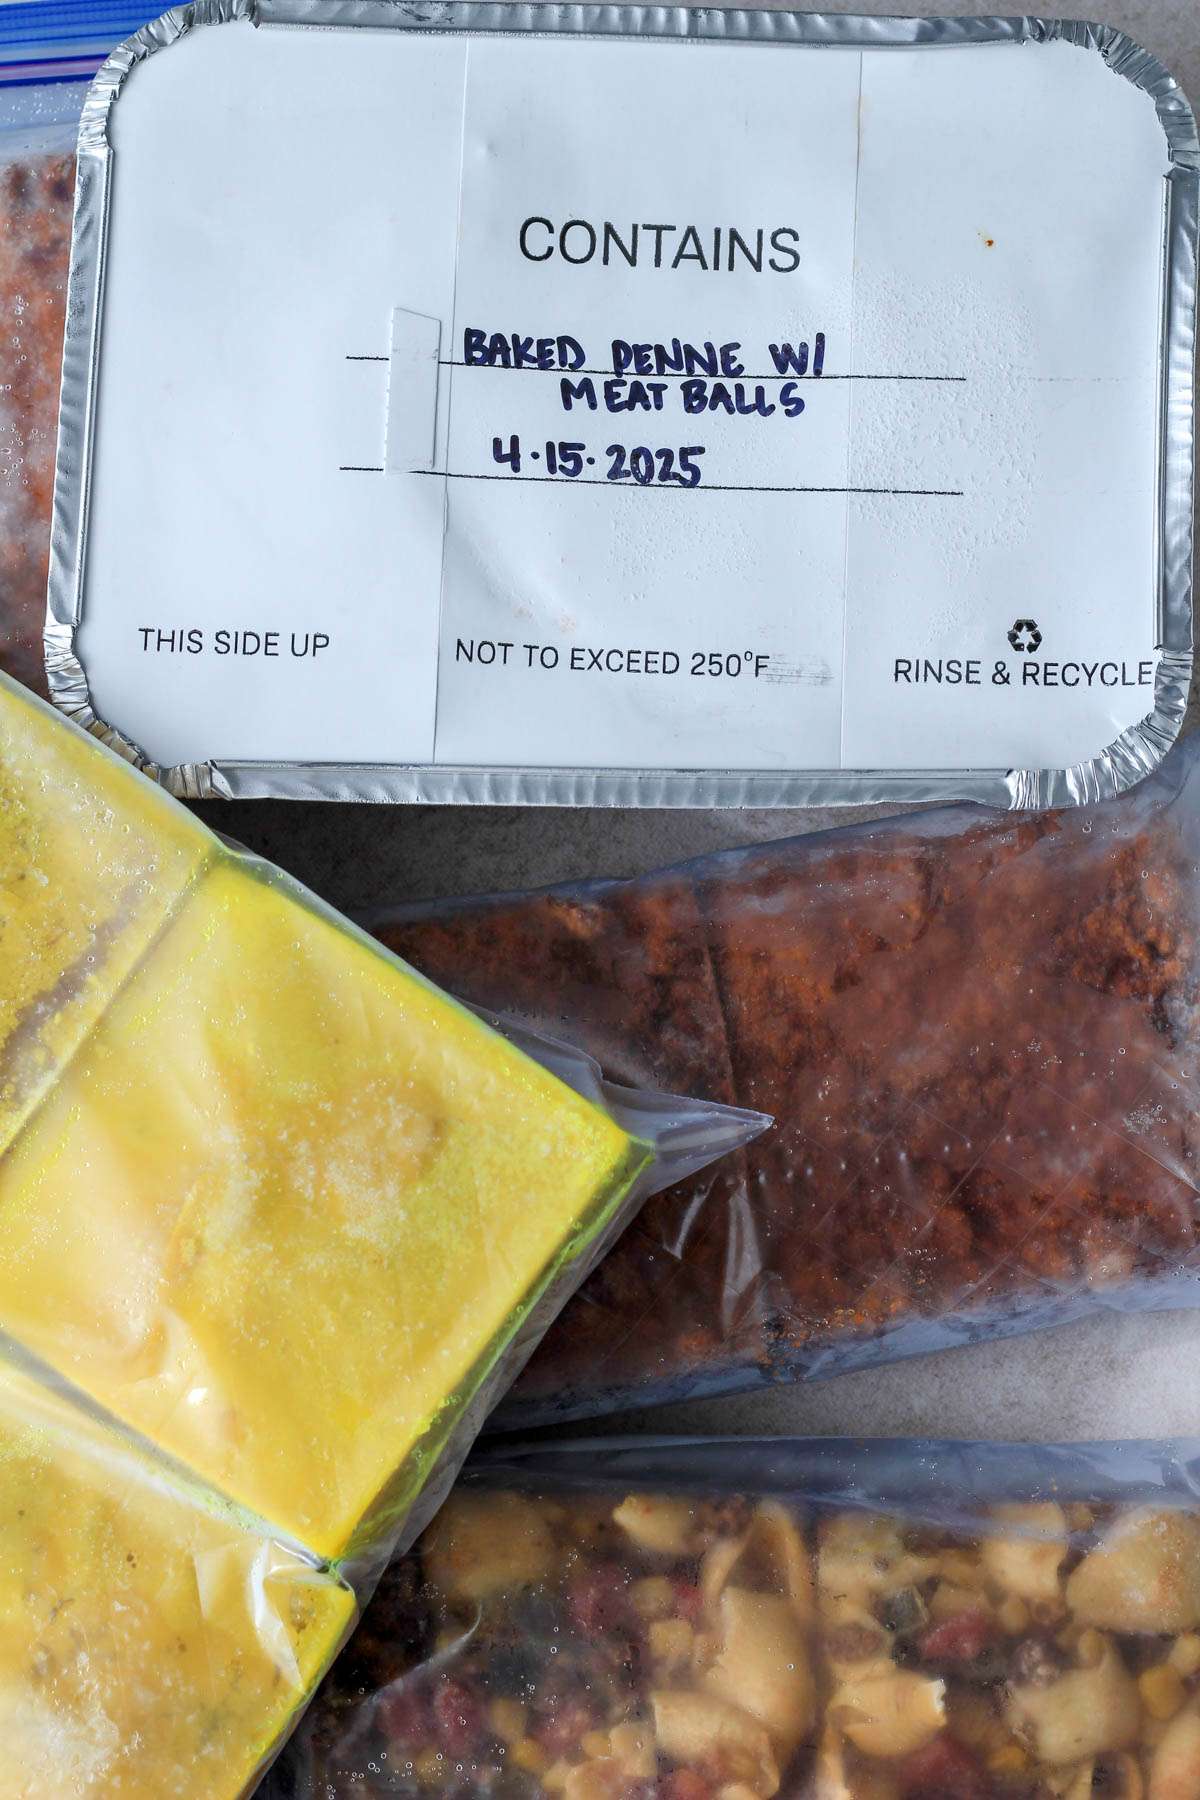 CONTAINS
BAKED PENNE W/
MEAT BALLS
4·15·2025
THIS SIDE UP
NOT TO EXCEED 250°F
RINSE & RECYCLE